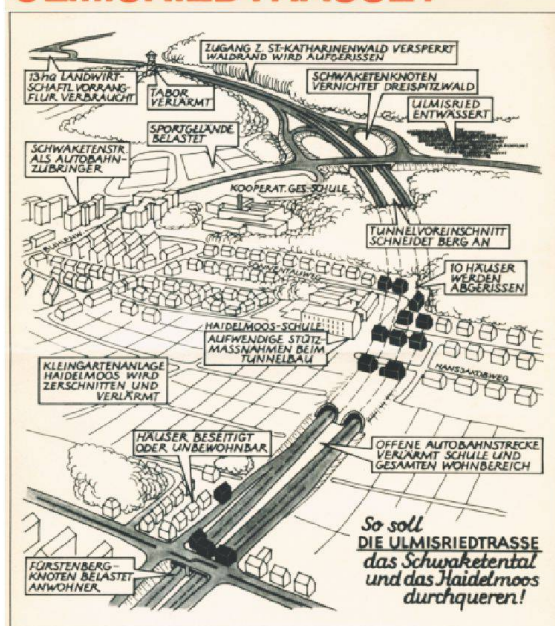 ULMISRIEDTRASSE?
ZUGANG Z. ST-KATHARINENWALD VERSPERRT
WALDRAND WIRD AUFGERISSEN
13ha LANDWIRT-
SCHAFTL VORRANG-
FLUR VERBRAUCHT
TABOR
VERLÄRMT
SCHWAKETENKNOTEN
VERNICHTET DREISPITZWALD
ULMISRIED
ENTWÄSSERT
SPORTGELÄNDE
BELASTET
SCHWAKETENSTR
ALS AUTOBAHN-
ZUBRINGER
KOOPERAT. GES-SCHULE
TUNNELVOREINSCHNITT
SCHNEIDET BERG AN
10 HÄUSER
WERDEN
ABGERISSEN
HAIDELMOOS-SCHULE:
AUFWENDIGE STÜTZ-
MASSNAHMEN BEIM
TUNNELBAU
HANSJAKOBWEG
KLEINGARTENANLAGE
HAIDELMOOS WIRD
ZERSCHNITTEN UND
VERLÄRMT
HÄUSER BESEITIGT
ODER UNBEWOHNBAR
OFFENE AUTOBAHNSTRECKE
VERLÄRMT SCHULE UND
GESAMTEN WOHNBEREICH
FÜRSTENBERG-
KNOTEN BELASTET
ANWOHNER
So soll
DIE ULMISRIEDTRASSE
das Schwaketental
und das Haidelmoos
durchqueren!